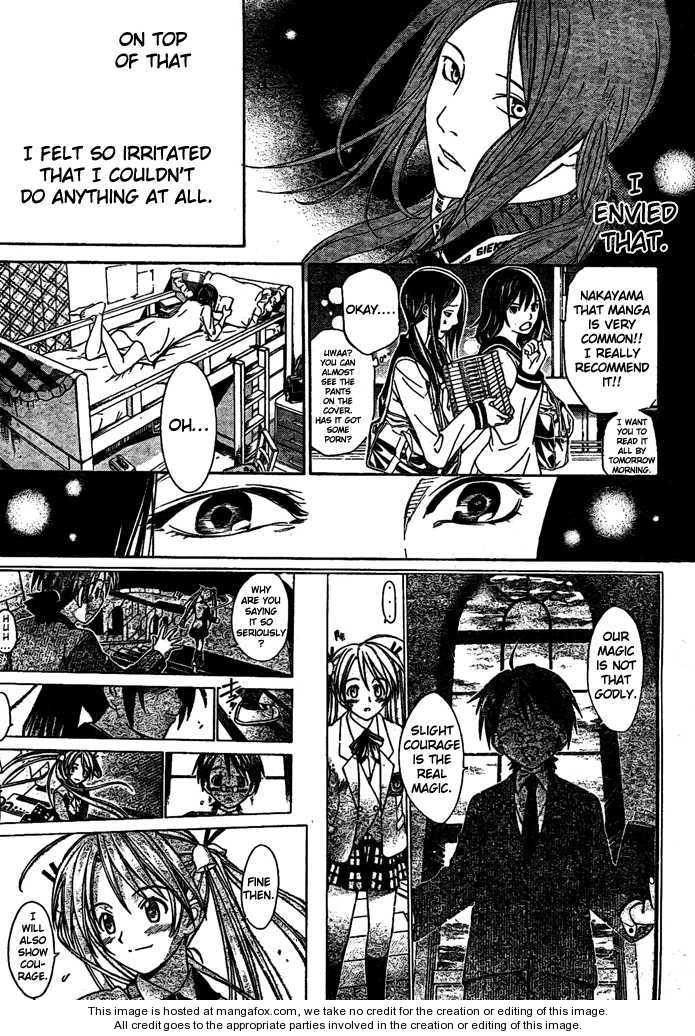 I
ENVIED
THAT.
ON TOP
OF THAT
I FELT SO IRRITATED
THAT I COULDN'T
DO ANYTHING AT ALL.
NAKAYAMA
THAT MANGA
IS VERY
COMMON!!
I REALLY
RECOMMEND
IT!!
I WANT
YOU TO
READ IT
ALL BY
TOMORROW
MORNING.
OKAY....
UWAA?
YOU CAN
ALMOST
SEE THE
PANTS
ON THE
COVER.
HAS IT GOT
SOME
PORN?
OH...
OUR
MAGIC IS
NOT THAT
GODLY.
SLIGHT
COURAGE
IS THE
REAL
MAGIC.
...
WHY
ARE YOU
SAYING
IT SO
SERIOUSLY
?
HUH
...
FINE
THEN.
I
WILL
ALSO
SHOW
COU-
RAGE.
This image is hosted at mangafox.com, we take no credit for the creation or editing of this image.
All credit goes to the appropriate parties involved in the creation or editing of this image.